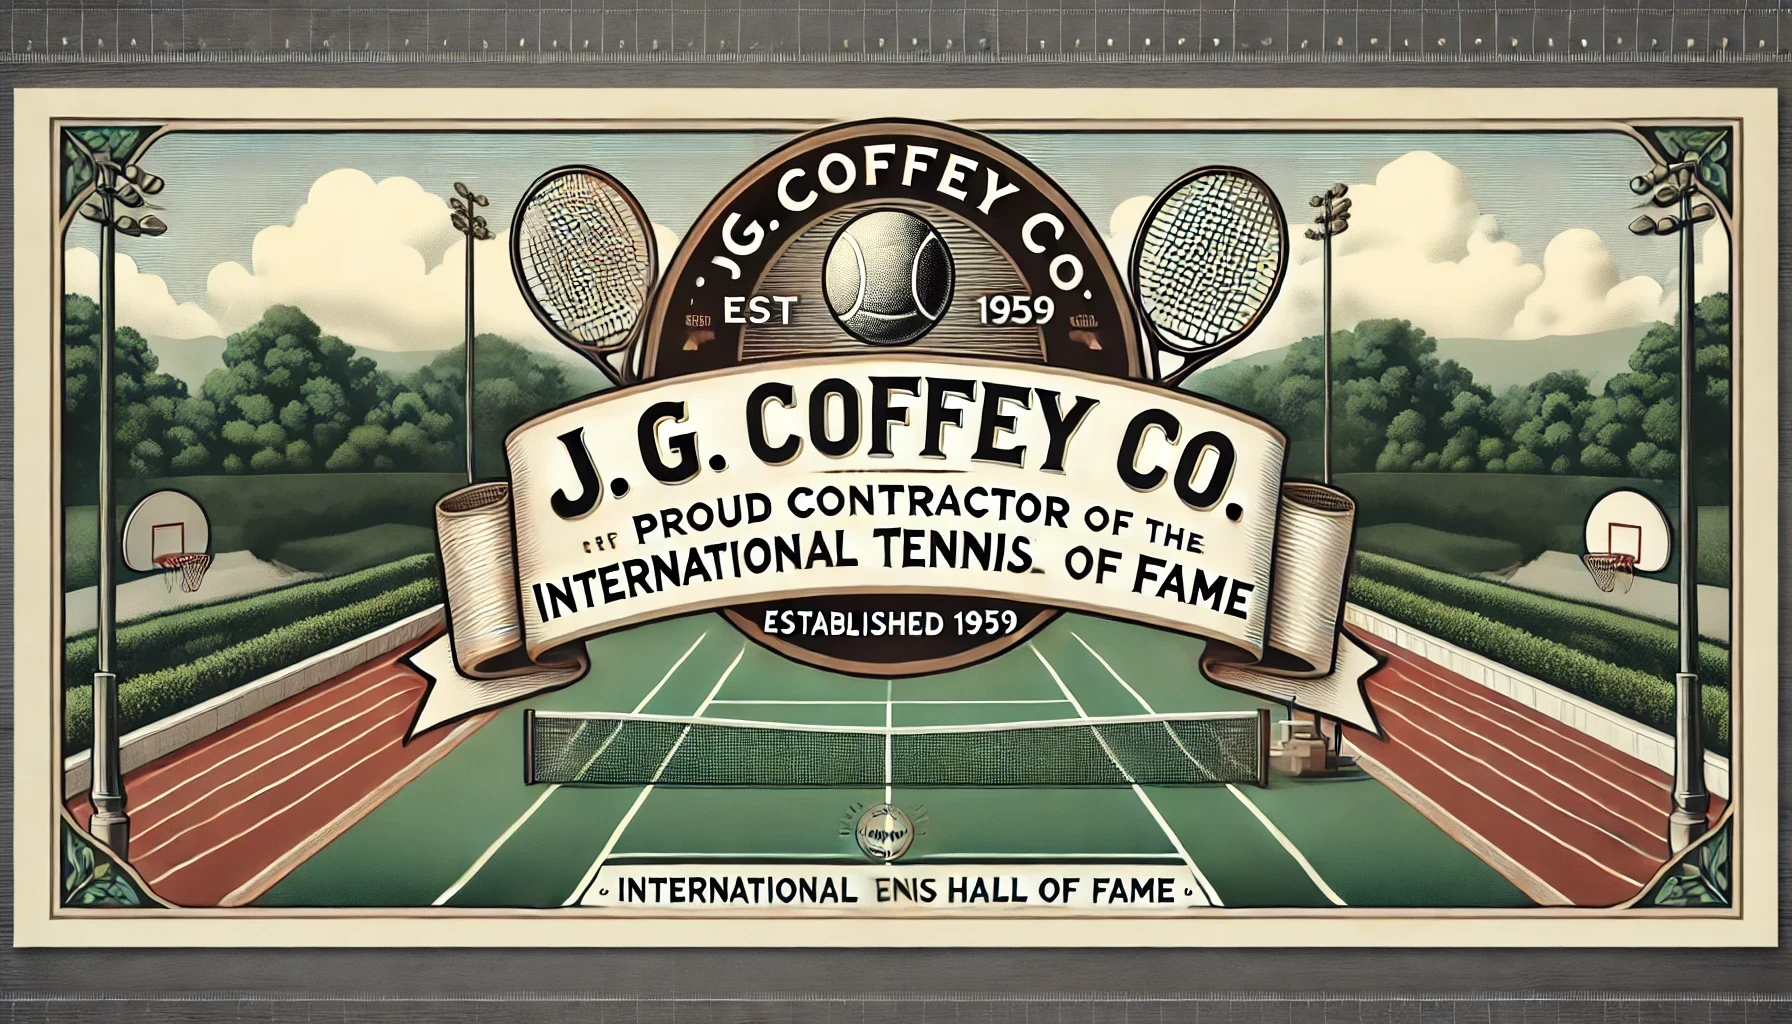 J.G. COFFEY CO.
EST 1959
J. G. COFFEY CO.
PROUD CONTRACTOR OF THE
INTERNATIONAL TENNIS OF FAME
ESTABLISHED 1959
INTERNATIONAL ENIS HALL OF FAME